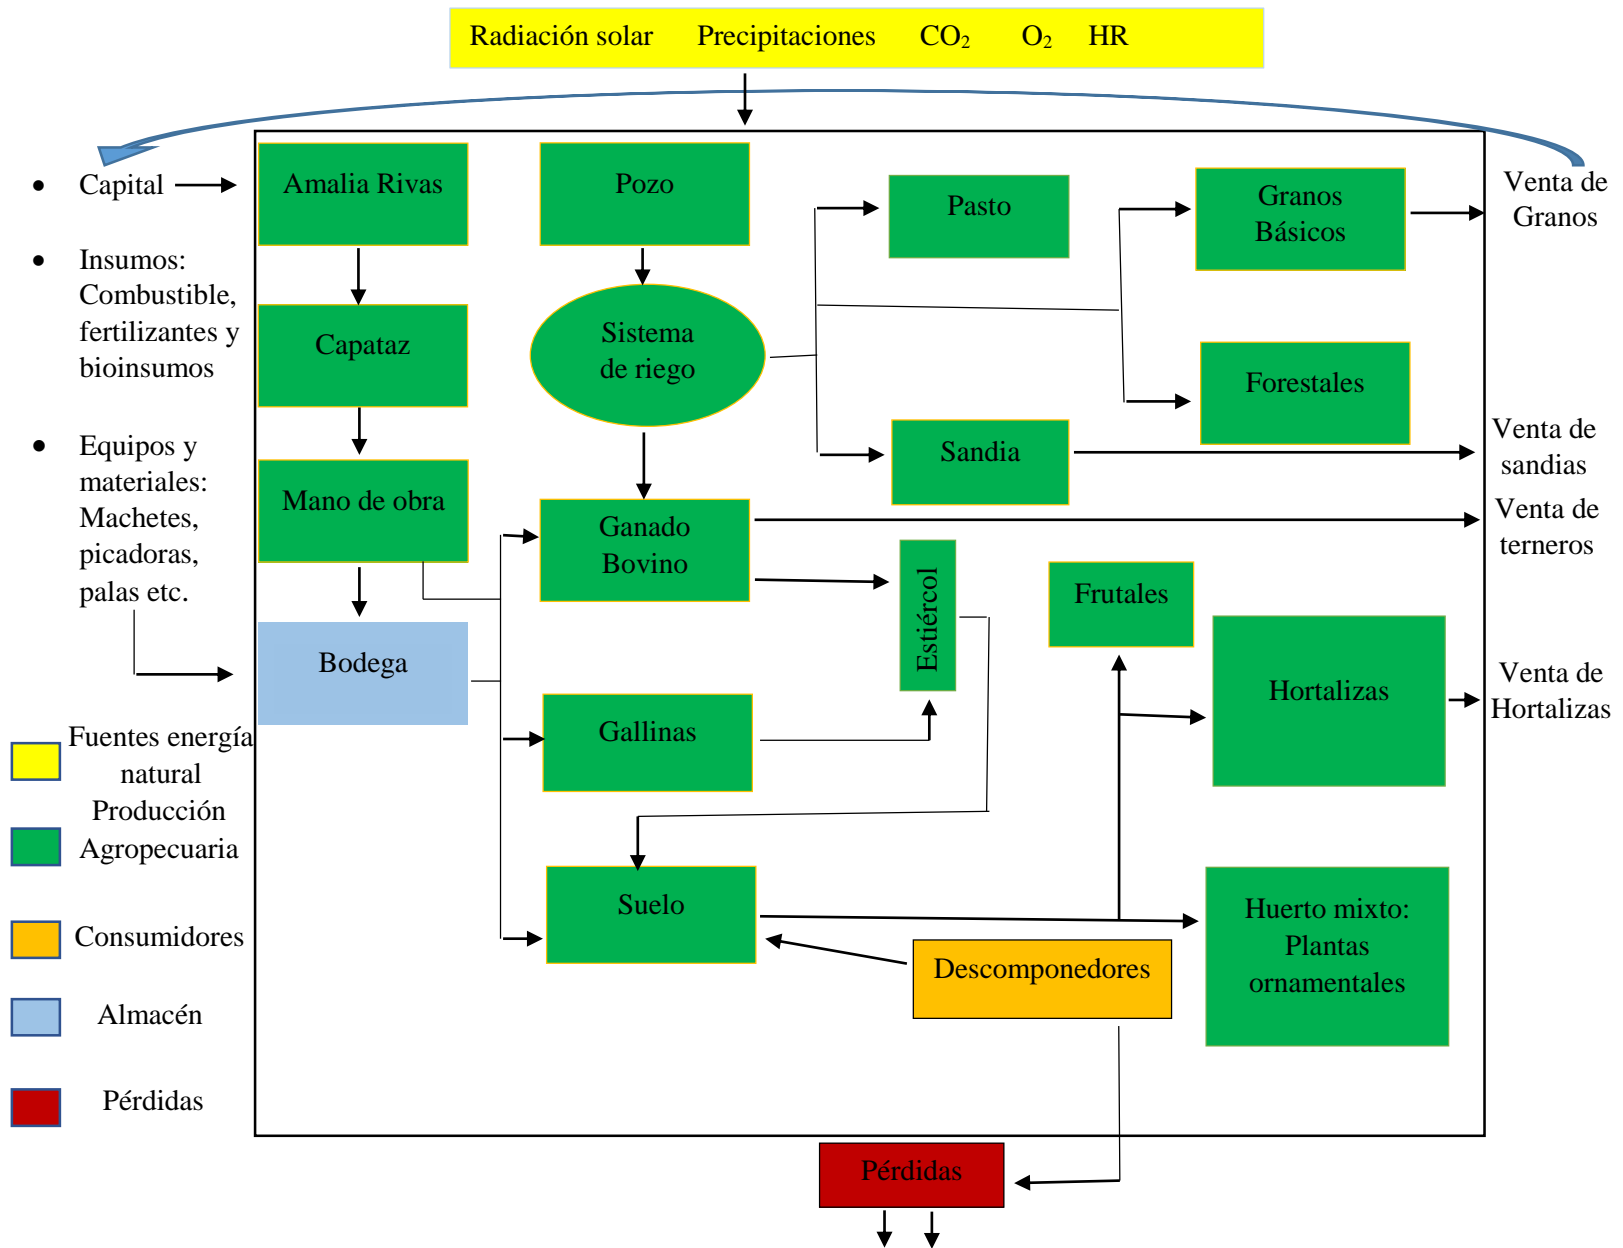 Radiación solar Precipitaciones CO₂ O₂ HR
• Capital
• Insumos:
Combustible,
fertilizantes y
bioinsumos
• Equipos y
materiales:
Machetes,
picadoras,
palas etc.
Amalia Rivas
Capataz
Mano de obra
Bodega
Pozo
Sistema
de riego
Ganado
Bovino
Gallinas
Suelo
Pasto
Sandia
Estiércol
Descomponedores
Granos
Básicos
Forestales
Frutales
Hortalizas
Huerto mixto:
Plantas
ornamentales
Venta de
Granos
Venta de
sandias
Venta de
terneros
Venta de
Hortalizas
Fuentes energía
natural
Producción
Agropecuaria
Consumidores
Almacén
Pérdidas
Pérdidas